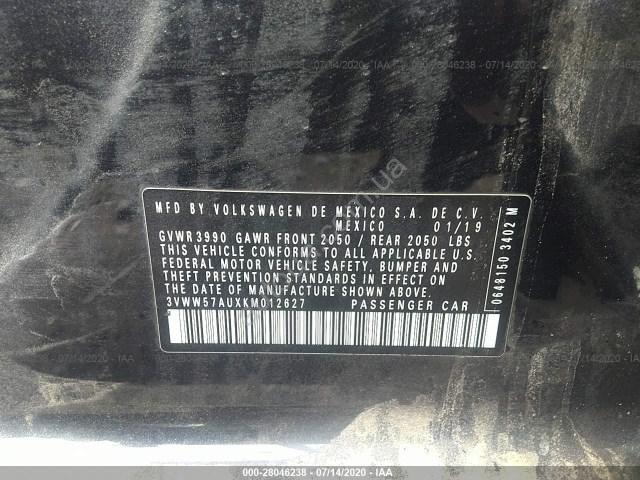 MFD BY VOLKSWAGEN DE MEXICO S.A. DE C.V.
MEXICO 01/19
GVWR3990 GAWR FRONT 2050 / REAR 2050 LBS
THIS VEHICLE CONFORMS TO ALL APPLICABLE U.S.
FEDERAL MOTOR VEHICLE SAFETY, BUMPER AND
THEFT PREVENTION STANDARDS IN EFFECT ON
THE DATE OF MANUFACTURE SHOWN ABOVE.
3VWW57AUXKM012627 PASSENGER CAR
0648150 3402 M
000-28046238 - 07/14/2020 - IAA